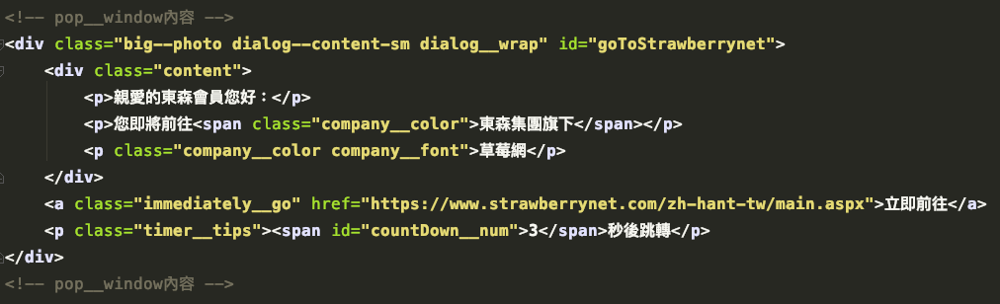 <!-- pop__window內容 -->
<div class="big--photo dialog--content-sm dialog__wrap" id="goToStrawberrynet">
    <div class="content">
        <p>親愛的東森會員您好：</p>
        <p>您即將前往<span class="company__color">東森集團旗下</span></p>
        <p class="company__color company__font">草莓網</p>
    </div>
    <a class="immediately__go" href="https://www.strawberrynet.com/zh-hant-tw/main.aspx">立即前往</a>
    <p class="timer__tips"><span id="countDown__num">3</span>秒後跳轉</p>
</div>
<!-- pop__window內容 -->